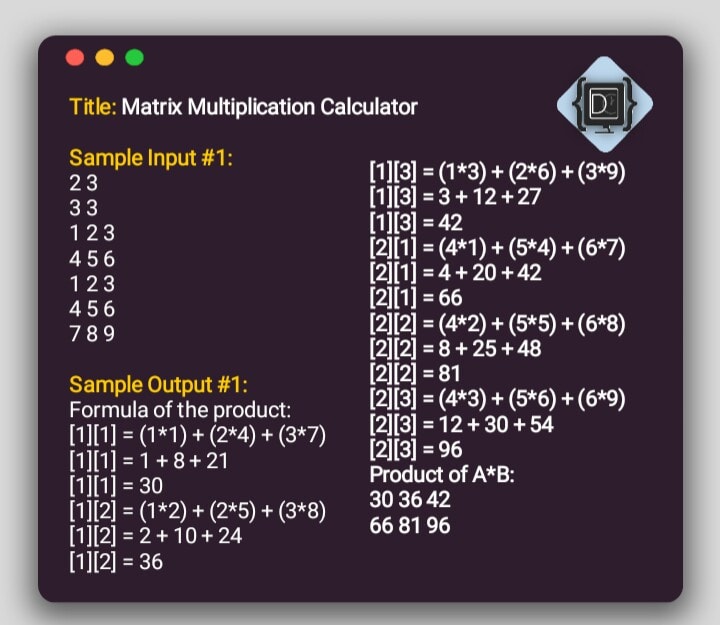 Title: Matrix Multiplication Calculator
Sample Input #1:
2 3
3 3
1 2 3
4 5 6
1 2 3
4 5 6
7 8 9
Sample Output #1:
Formula of the product:
[1][1] = (1*1) + (2*4) + (3*7)
[1][1] = 1 + 8 + 21
[1][1] = 30
[1][2] = (1*2) + (2*5) + (3*8)
[1][2] = 2 + 10 + 24
[1][2] = 36
[1][3] = (1*3) + (2*6) + (3*9)
[1][3] = 3 + 12 + 27
[1][3] = 42
[2][1] = (4*1) + (5*4) + (6*7)
[2][1] = 4 + 20 + 42
[2][1] = 66
[2][2] = (4*2) + (5*5) + (6*8)
[2][2] = 8 + 25 + 48
[2][2] = 81
[2][3] = (4*3) + (5*6) + (6*9)
[2][3] = 12 + 30 + 54
[2][3] = 96
Product of A*B:
30 36 42
66 81 96